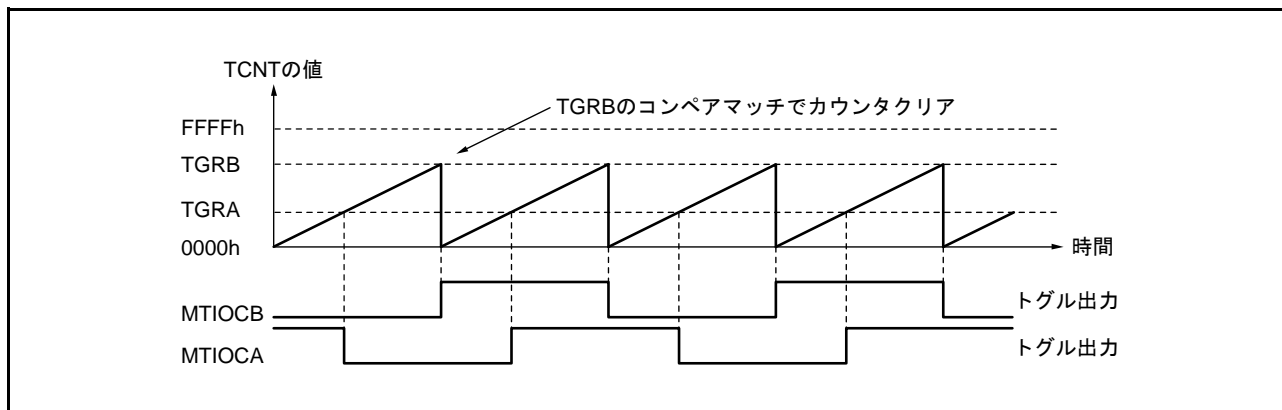 TCNTの値
TGRBのコンペアマッチでカウンタクリア
FFFFh
TGRB
TGRA
0000h
時間
MTIOCB
トグル出力
MTIOCA
トグル出力